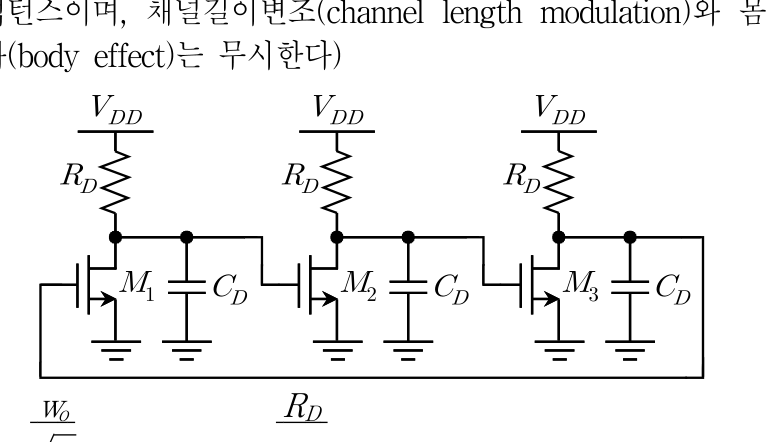 턴스이며, 채널길이변조(channel length modulation)와 몸
(body effect)는 무시한다)
V_DD V_DD V_DD
R_D R_D R_D
M_1 C_D M_2 C_D M_3 C_D
w_o R_D